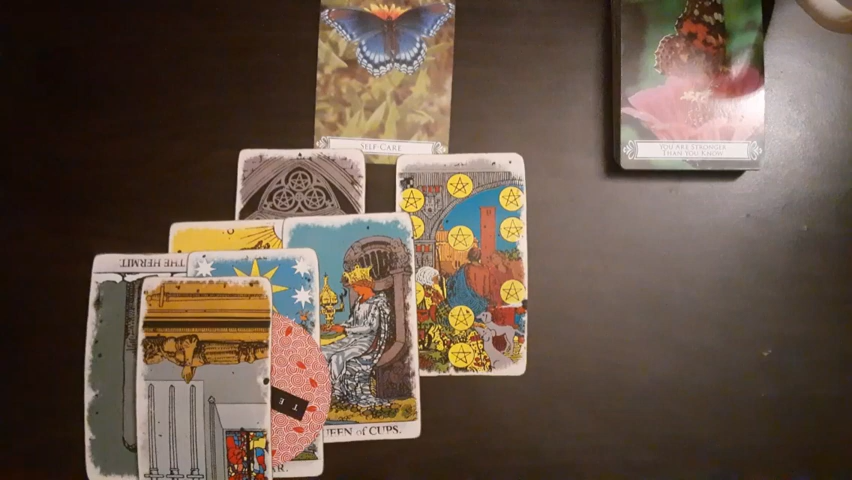 SELF CARE
YOU ARE STRONGER
THAN YOU KNOW
THE HERMIT.
QUEEN of CUPS.
T E